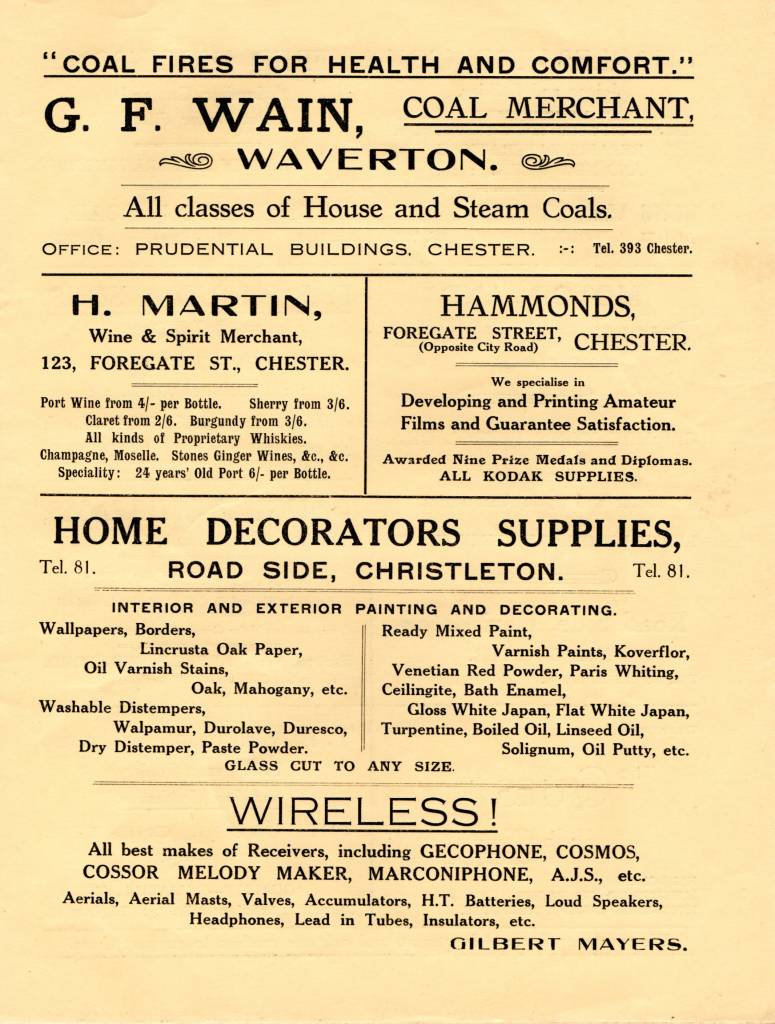 "COAL FIRES FOR HEALTH AND COMFORT."
G. F. WAIN, COAL MERCHANT,
WAVERTON.
All classes of House and Steam Coals.
OFFICE: PRUDENTIAL BUILDINGS, CHESTER. :-: Tel. 393 Chester.
H. MARTIN,
Wine & Spirit Merchant,
123, FOREGATE ST., CHESTER.
Port Wine from 4/- per Bottle. Sherry from 3/6.
Claret from 2/6. Burgundy from 3/6.
All kinds of Proprietary Whiskies.
Champagne, Moselle. Stones Ginger Wines, &c., &c.
Speciality: 24 years' Old Port 6/- per Bottle.
HAMMONDS,
FOREGATE STREET, CHESTER.
(Opposite City Road)
We specialise in
Developing and Printing Amateur
Films and Guarantee Satisfaction.
Awarded Nine Prize Medals and Diplomas.
ALL KODAK SUPPLIES.
HOME DECORATORS SUPPLIES,
Tel. 81. ROAD SIDE, CHRISTLETON. Tel. 81.
INTERIOR AND EXTERIOR PAINTING AND DECORATING.
Wallpapers, Borders,
Lincrusta Oak Paper,
Oil Varnish Stains,
Oak, Mahogany, etc.
Washable Distempers,
Walpamur, Durolave, Duresco,
Dry Distemper, Paste Powder.
Ready Mixed Paint,
Varnish Paints, Koverflor,
Venetian Red Powder, Paris Whiting,
Ceilingite, Bath Enamel,
Gloss White Japan, Flat White Japan,
Turpentine, Boiled Oil, Linseed Oil,
Solignum, Oil Putty, etc.
GLASS CUT TO ANY SIZE.
WIRELESS!
All best makes of Receivers, including GECOPHONE, COSMOS,
COSSOR MELODY MAKER, MARCONIPHONE, A.J.S., etc.
Aerials, Aerial Masts, Valves, Accumulators, H.T. Batteries, Loud Speakers,
Headphones, Lead in Tubes, Insulators, etc.
GILBERT MAYERS.